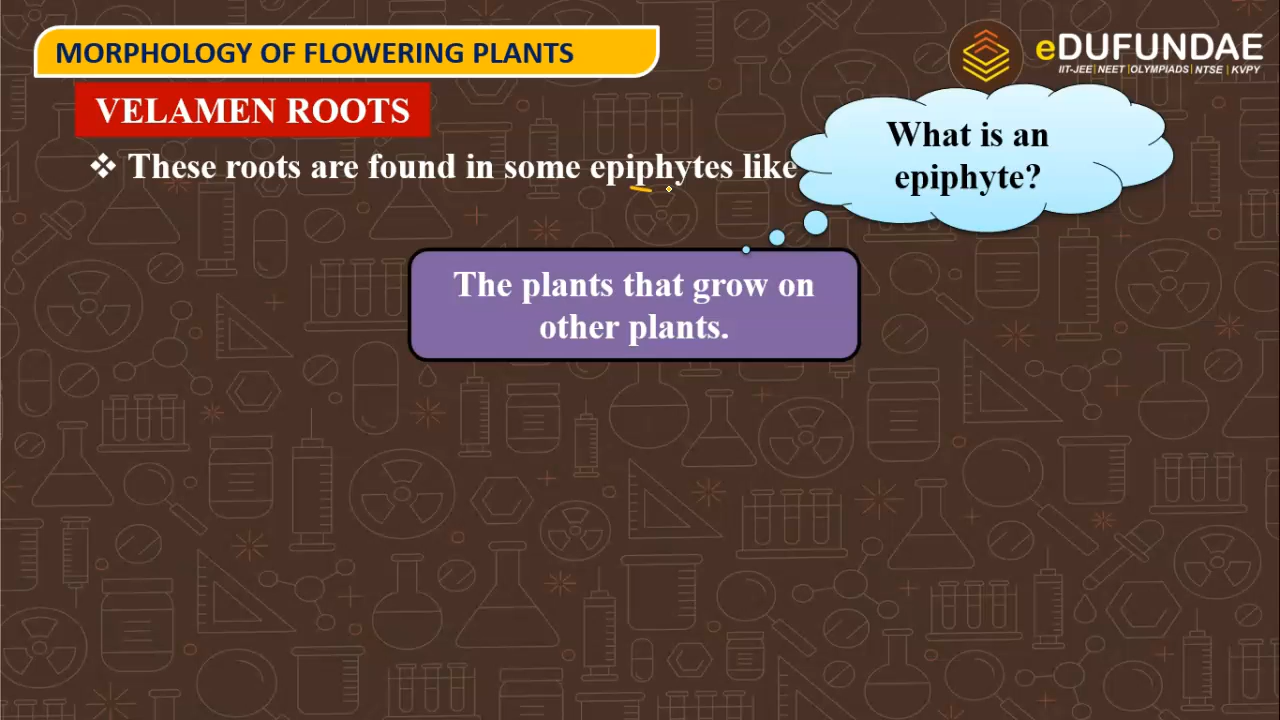 MORPHOLOGY OF FLOWERING PLANTS
eDUFUNDAE
IIT-JEE| NEET |OLYMPIADS| NTSE | KVPY
VELAMEN ROOTS
❖ These roots are found in some epiphytes like
What is an
epiphyte?
The plants that grow on
other plants.